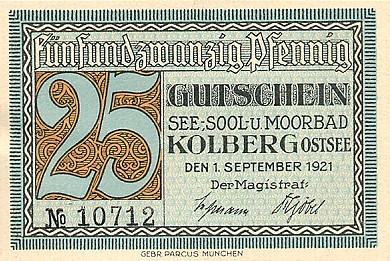 Fünfundzwanzig Pfennig
25
GUTSCHEIN
SEE-, SOOL- U. MOORBAD
KOLBERG OSTSEE
DEN 1. SEPTEMBER 1921
Der Magistrat:
№ 10712
GEBR. PARCUS MÜNCHEN